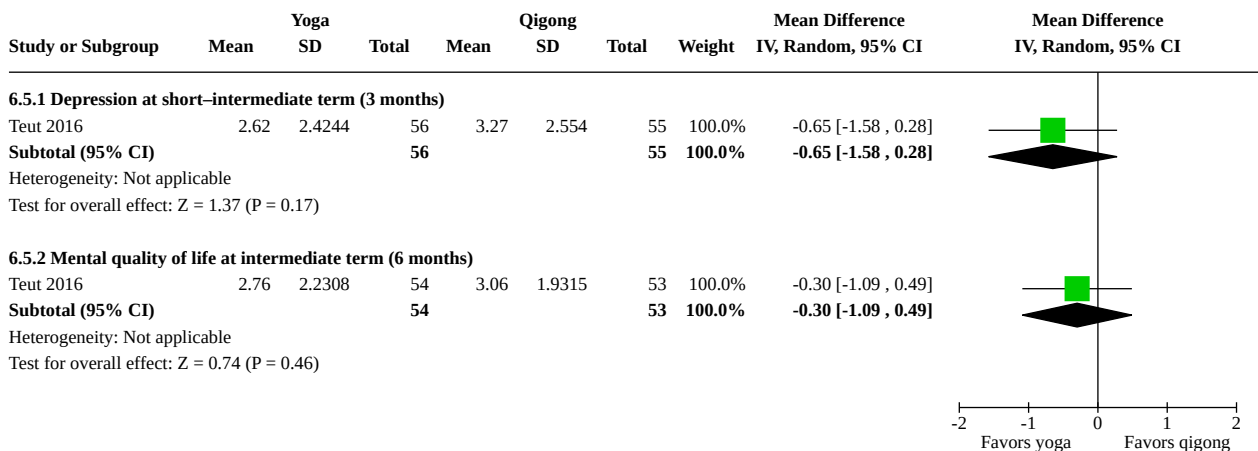 Yoga Qigong Mean Difference Mean Difference
Study or Subgroup Mean SD Total Mean SD Total Weight IV, Random, 95% CI IV, Random, 95% CI
6.5.1 Depression at short–intermediate term (3 months)
Teut 2016 2.62 2.4244 56 3.27 2.554 55 100.0% -0.65 [-1.58 , 0.28]
Subtotal (95% CI) 56 55 100.0% -0.65 [-1.58 , 0.28]
Heterogeneity: Not applicable
Test for overall effect: Z = 1.37 (P = 0.17)
6.5.2 Mental quality of life at intermediate term (6 months)
Teut 2016 2.76 2.2308 54 3.06 1.9315 53 100.0% -0.30 [-1.09 , 0.49]
Subtotal (95% CI) 54 53 100.0% -0.30 [-1.09 , 0.49]
Heterogeneity: Not applicable
Test for overall effect: Z = 0.74 (P = 0.46)
-2 -1 0 1 2
Favors yoga Favors qigong